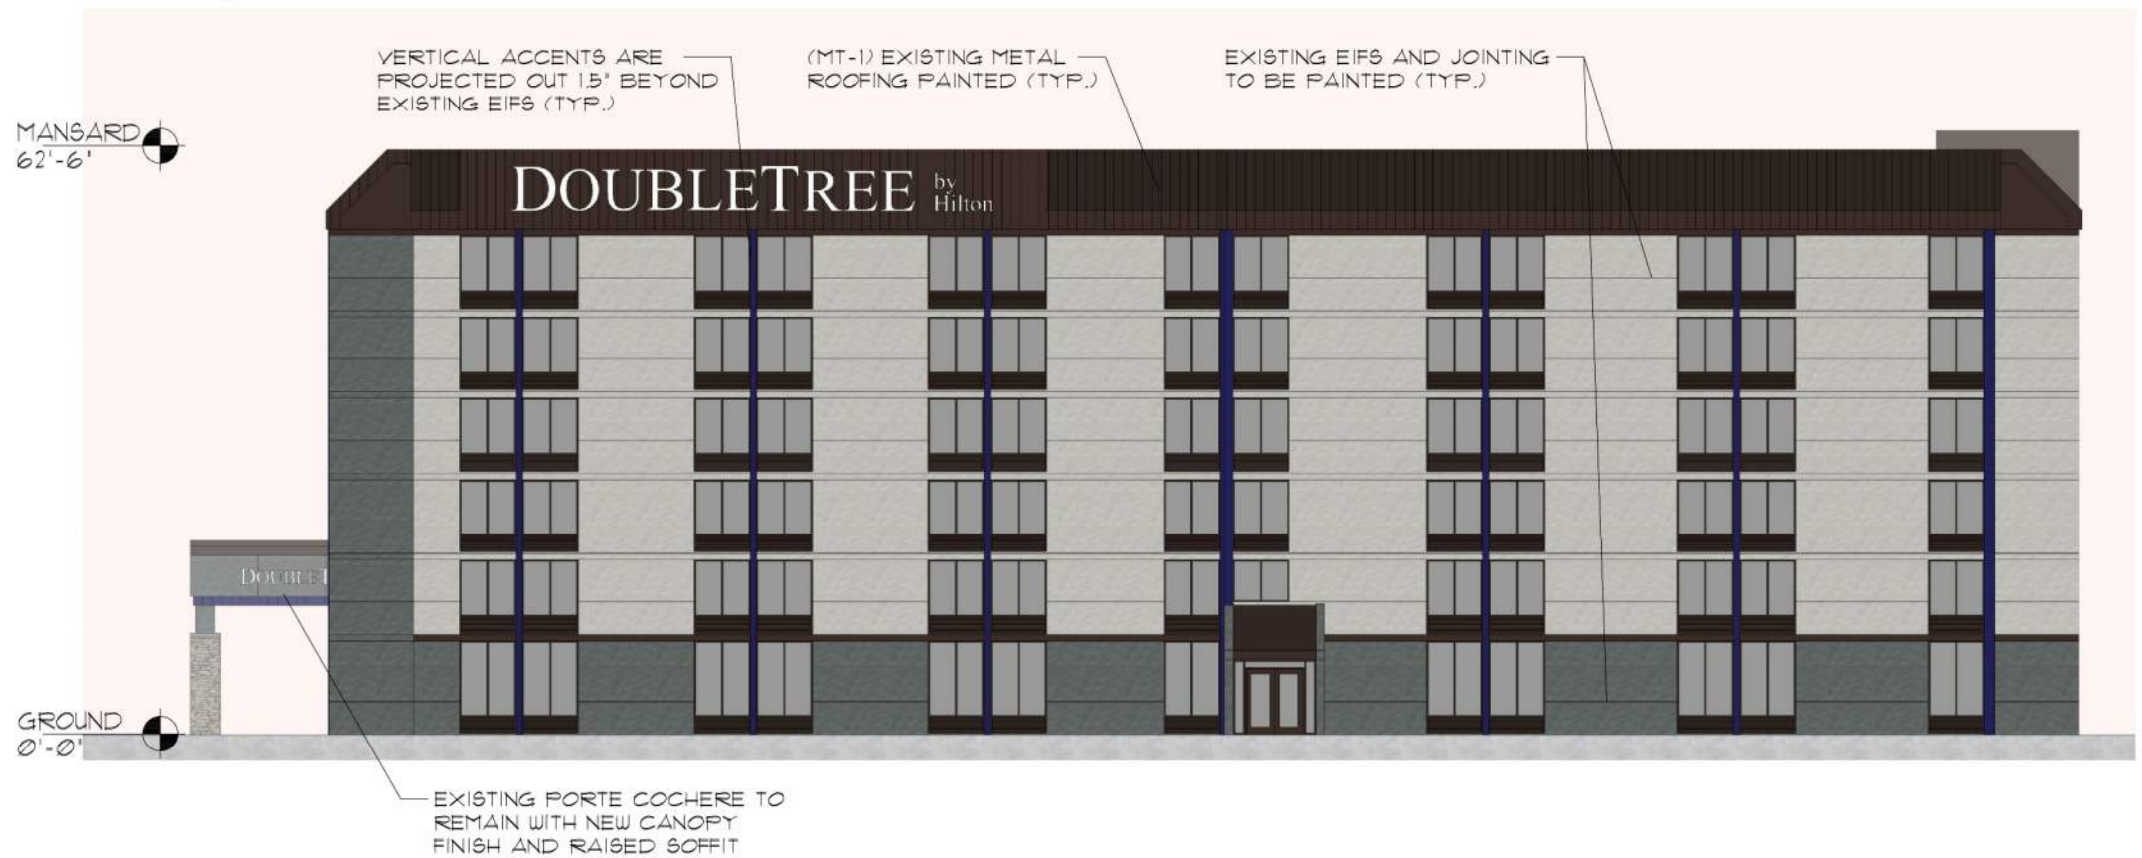 VERTICAL ACCENTS ARE
PROJECTED OUT 1.5" BEYOND
EXISTING EIFS (TYP.)
(MT-1) EXISTING METAL
ROOFING PAINTED (TYP.)
EXISTING EIFS AND JOINTING
TO BE PAINTED (TYP.)
MANSARD
62'-6"
DOUBLETREE
by
Hilton
DOUBLET
GROUND
0'-0"
EXISTING PORTE COCHERE TO
REMAIN WITH NEW CANOPY
FINISH AND RAISED SOFFIT